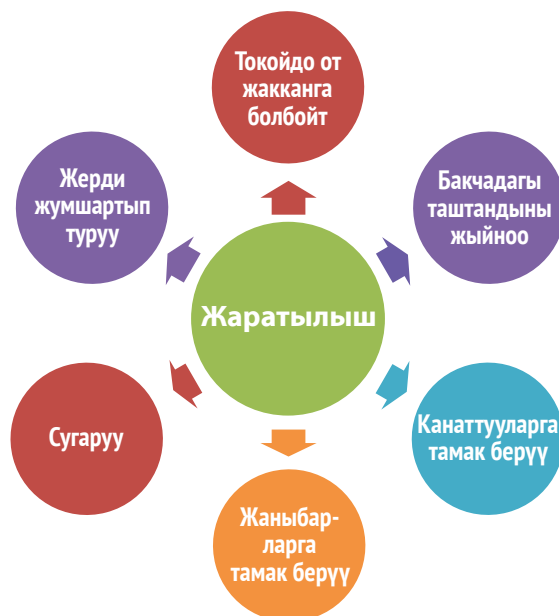 Токойдо от
жакканга
болбойт
Жерди
жумшартып
туруу
Бакчадагы
таштандыны
жыйноо
Жаратылыш
Сугаруу
Канаттууларга
тамак берүү
Жаныбар-
ларга
тамак берүү